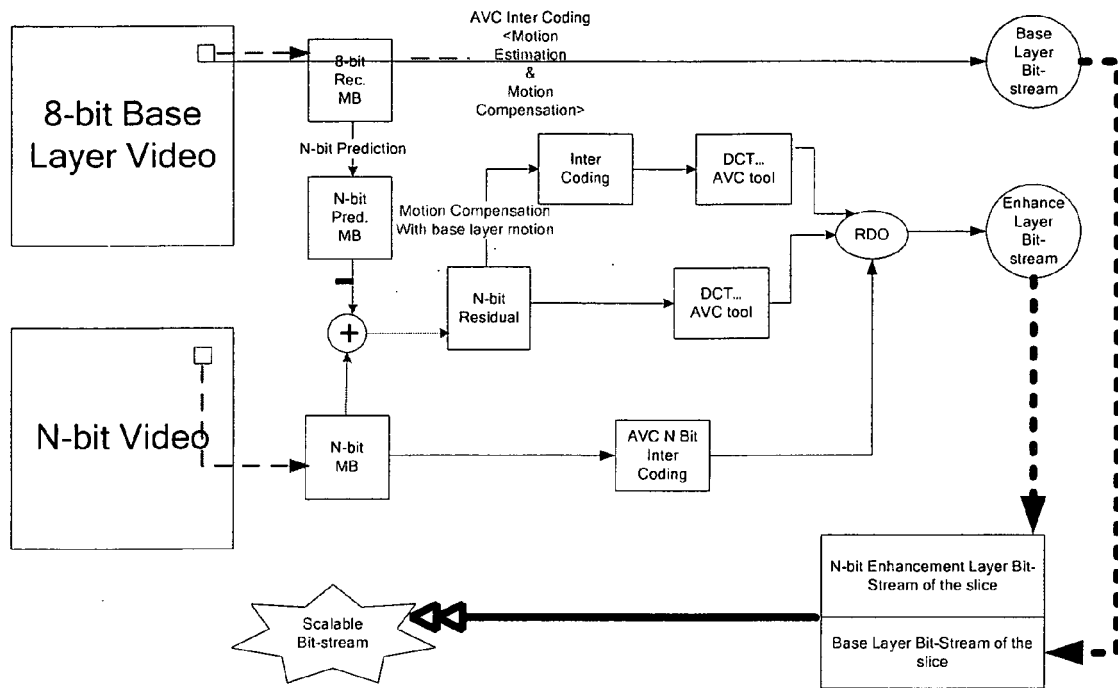 8-bit Base
Layer Video
8-bit
Rec.
MB
AVC Inter Coding
<Motion
Estimation
&
Motion
Compensation>
Base
Layer
Bit-
stream
N-bit Prediction
N-bit
Pred.
MB
Motion Compensation
With base layer motion
Inter
Coding
DCT...
AVC tool
RDO
Enhance
Layer
Bit-
stream
N-bit
Residual
DCT...
AVC tool
+
N-bit Video
N-bit
MB
AVC N Bit
Inter
Coding
N-bit Enhancement Layer Bit-
Stream of the slice
Base Layer Bit-Stream of the
slice
Scalable
Bit-stream